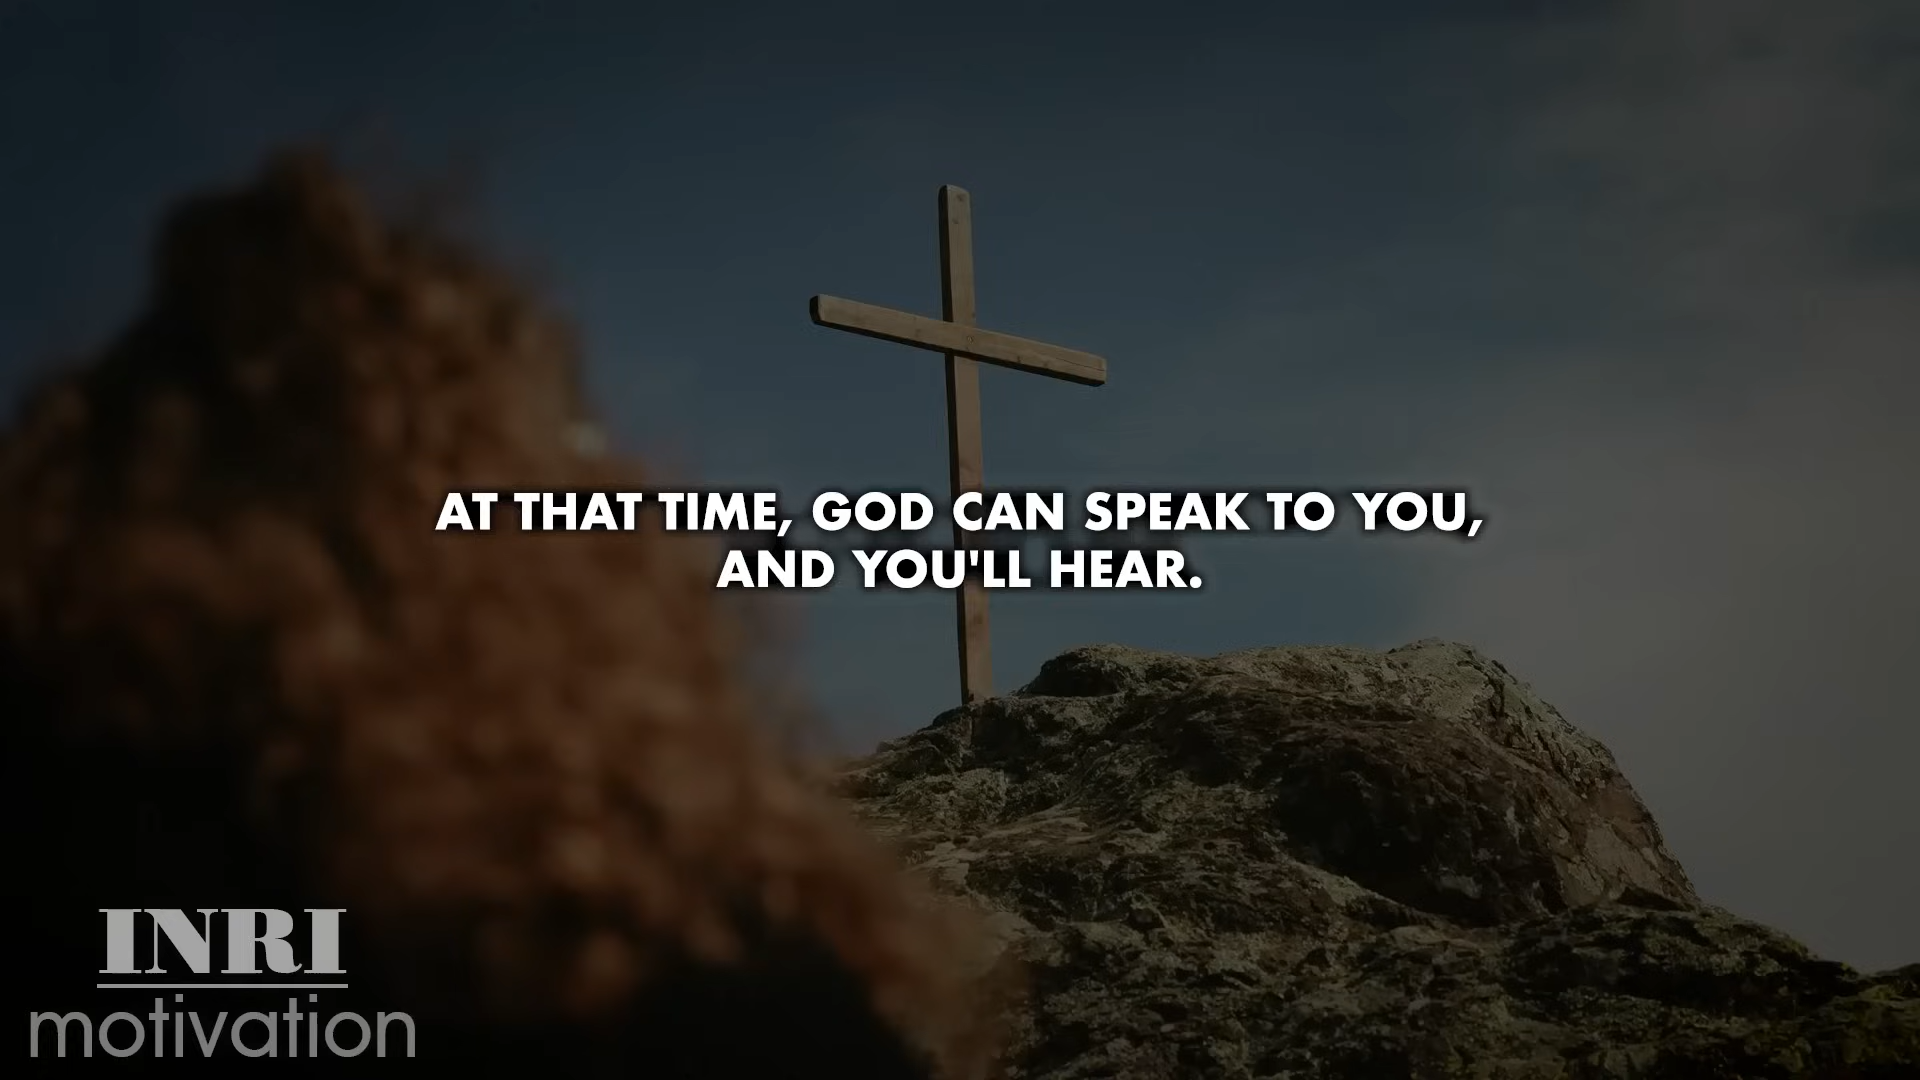 AT THAT TIME, GOD CAN SPEAK TO YOU,
AND YOU'LL HEAR.
INRI
motivation